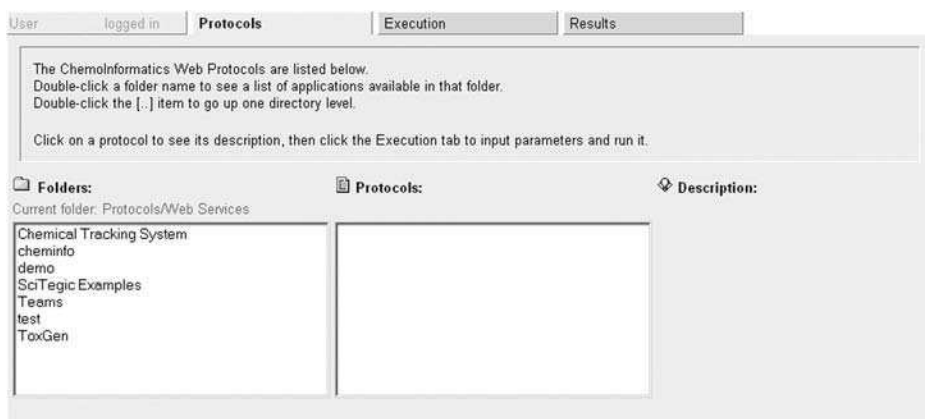 User logged in Protocols Execution Results
The ChemoInformatics Web Protocols are listed below.
Double-click a folder name to see a list of applications available in that folder.
Double-click the [..] item to go up one directory level.
Click on a protocol to see its description, then click the Execution tab to input parameters and run it.
Folders: Protocols: Description:
Current folder: Protocols/Web Services
Chemical Tracking System
cheminfo
demo
SciTegic Examples
Teams
test
ToxGen